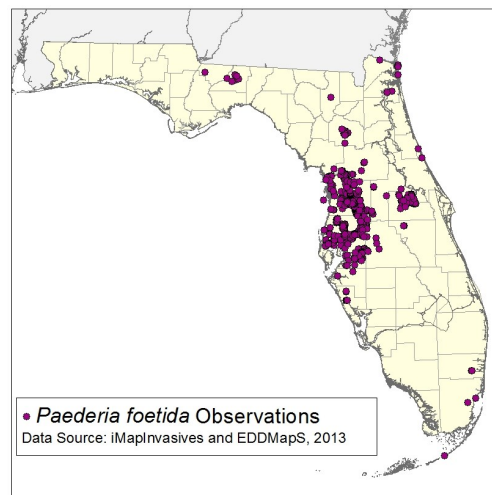 Paederia foetida Observations
Data Source: iMapInvasives and EDDMapS, 2013